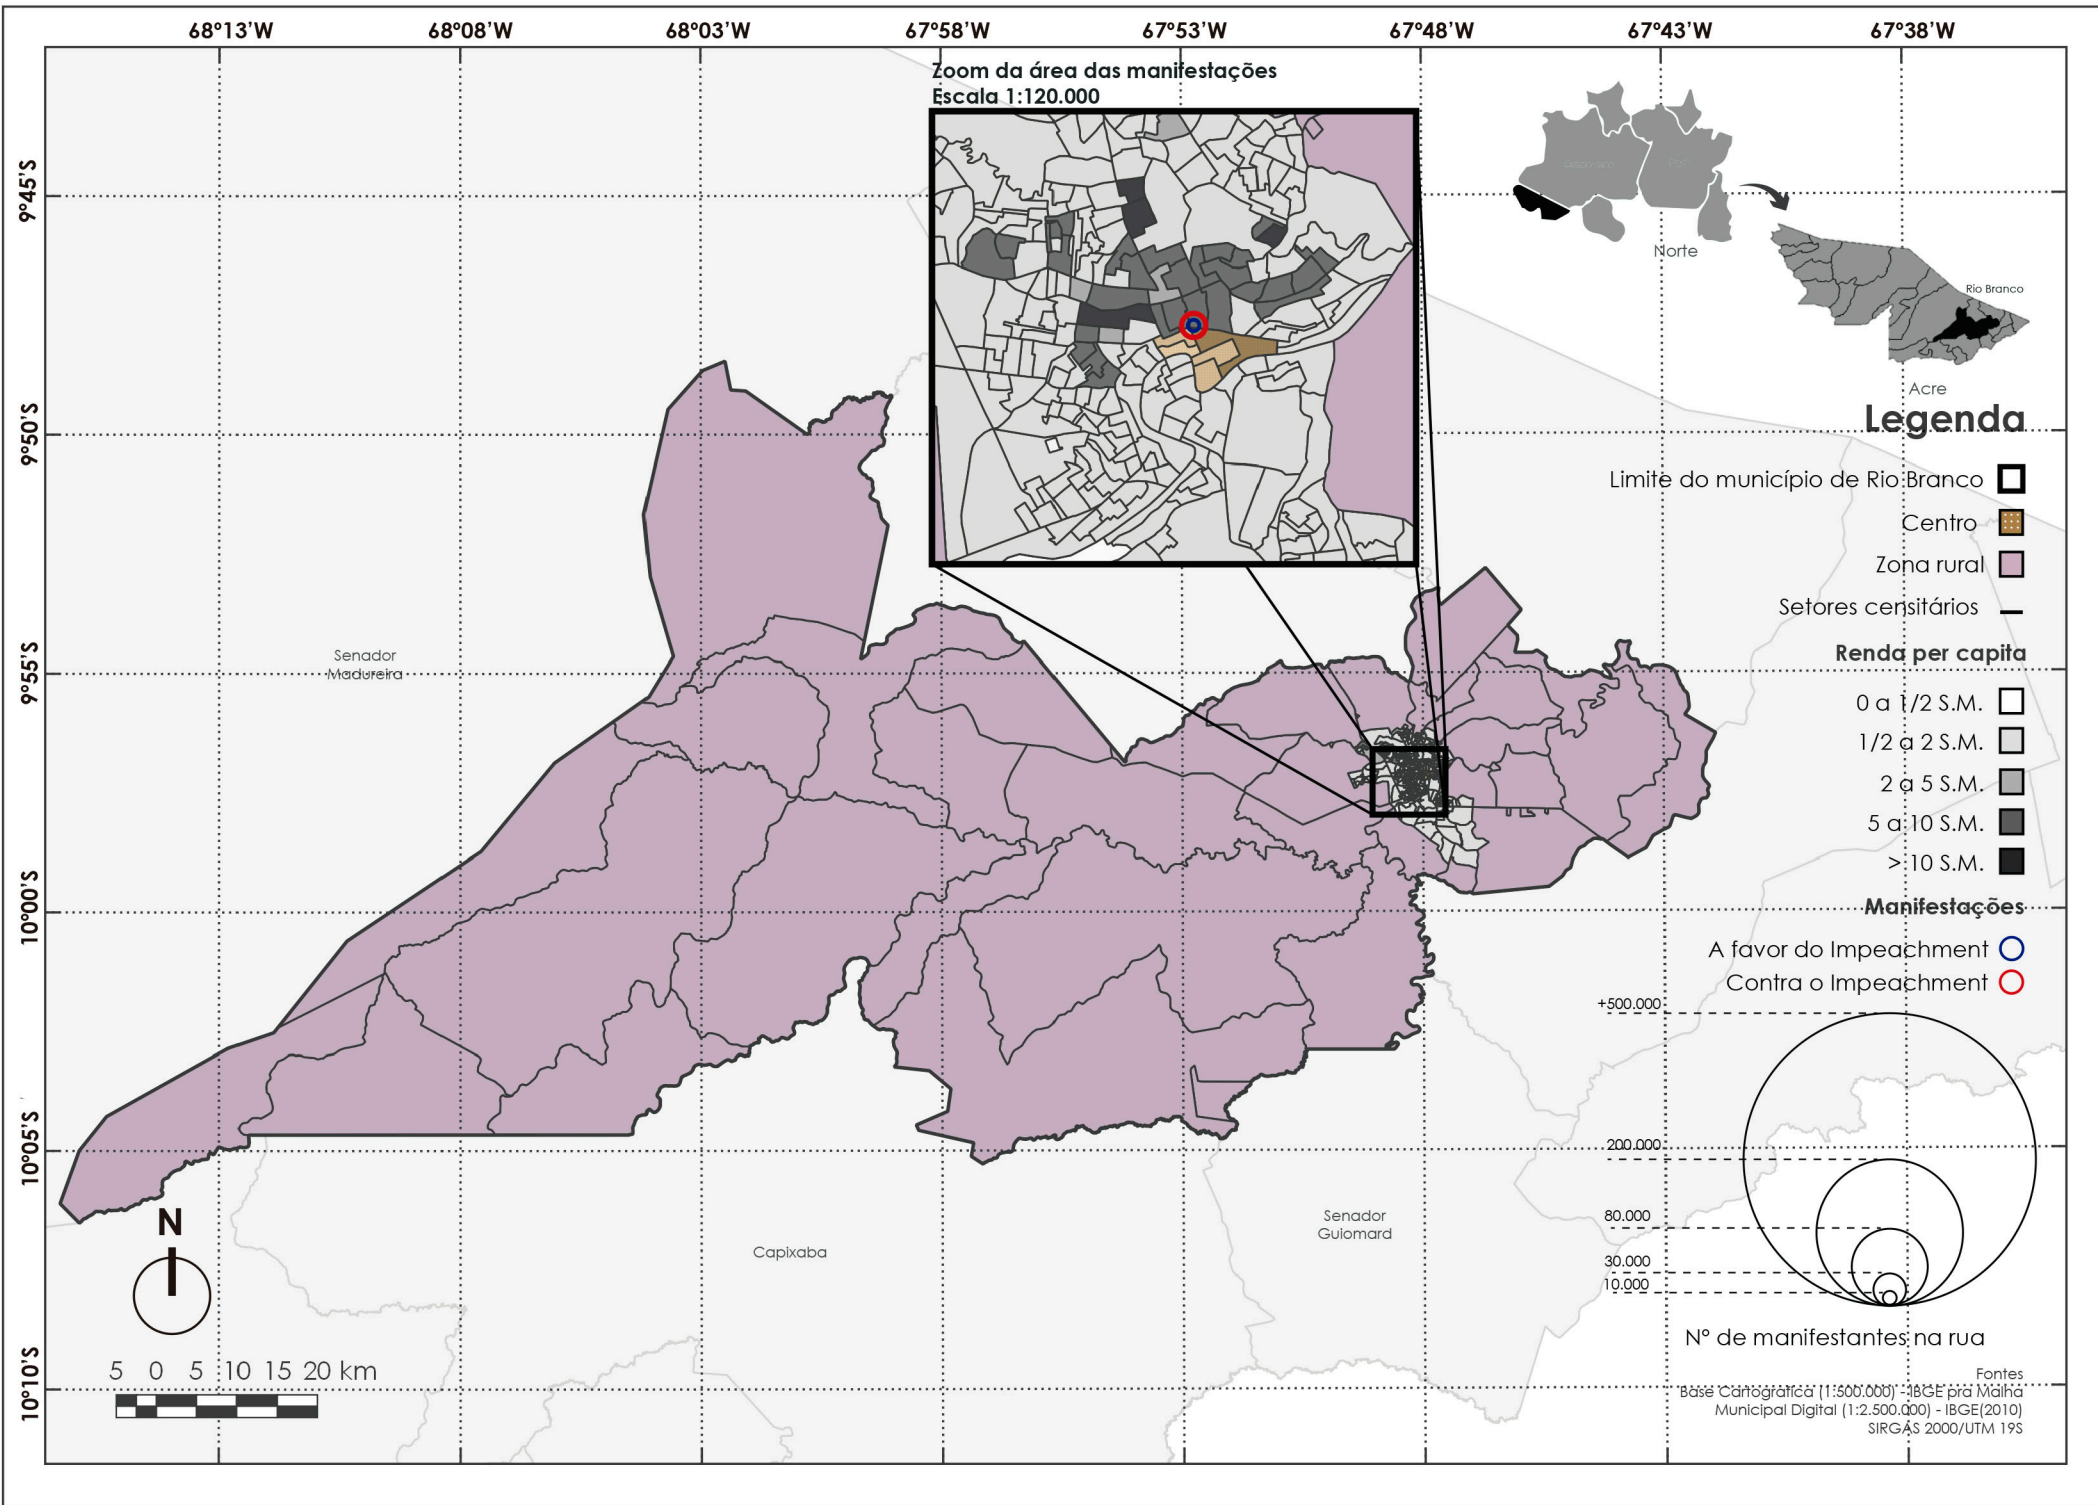 68°13'W 68°08'W 68°03'W 67°58'W 67°53'W 67°48'W 67°43'W 67°38'W
Zoom da área das manifestações
Escala 1:120.000
9°45'S
9°50'S
9°55'S
10°00'S
10°05'S
10°10'S
Norte
Rio Branco
Acre
Legenda
Limite do município de Rio Branco
Centro
Zona rural
Setores censitários
Renda per capita
0 a 1/2 S.M.
1/2 a 2 S.M.
2 a 5 S.M.
5 a 10 S.M.
> 10 S.M.
Manifestações
A favor do Impeachment
Contra o Impeachment
+500.000
200.000
80.000
30.000
10.000
N° de manifestantes na rua
Fontes
Base Cartográfica (1:500.000) - IBGE pra Malha
Municipal Digital (1:2.500.000) - IBGE(2010)
SIRGAS 2000/UTM 19S
Senador
Madureira
Capixaba
Senador
Guiomard
N
5 0 5 10 15 20 km